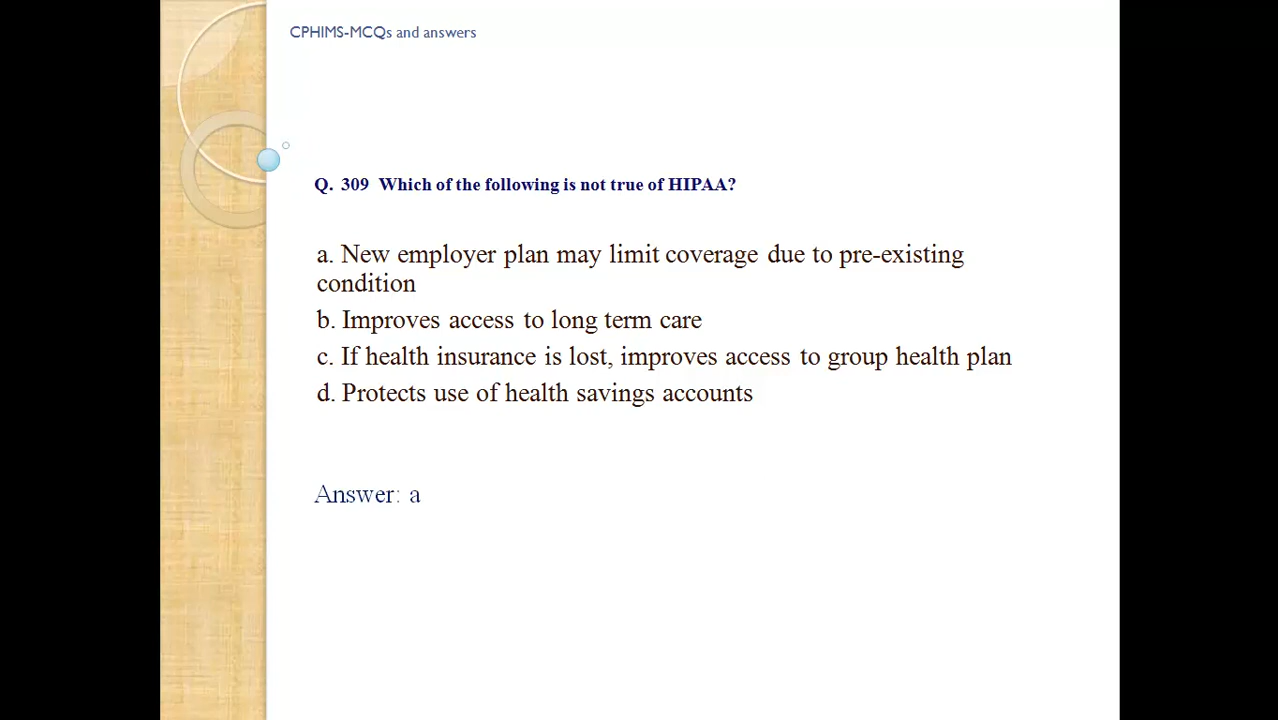 CPHIMS-MCQs and answers
Q. 309 Which of the following is not true of HIPAA?
a. New employer plan may limit coverage due to pre-existing
condition
b. Improves access to long term care
c. If health insurance is lost, improves access to group health plan
d. Protects use of health savings accounts
Answer: a